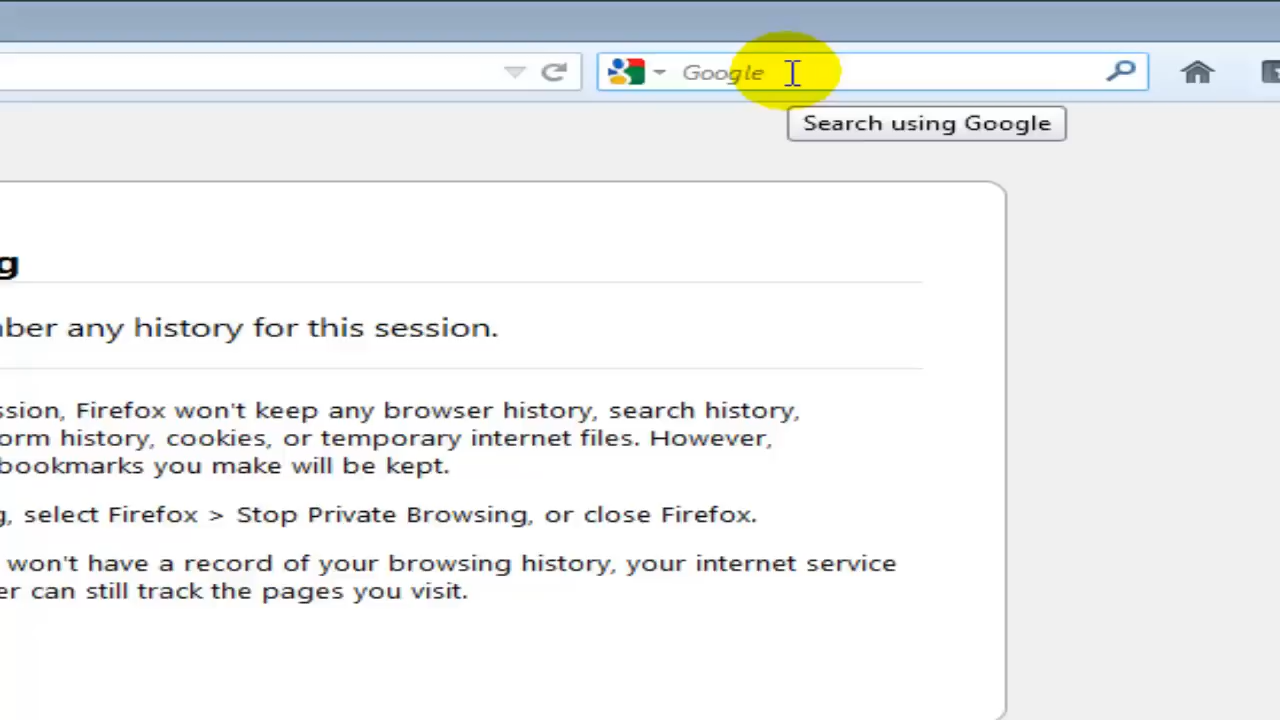 Google
Search using Google
g
ber any history for this session.
ssion, Firefox won't keep any browser history, search history,
orm history, cookies, or temporary internet files. However,
bookmarks you make will be kept.
g, select Firefox > Stop Private Browsing, or close Firefox.
won't have a record of your browsing history, your internet service
er can still track the pages you visit.